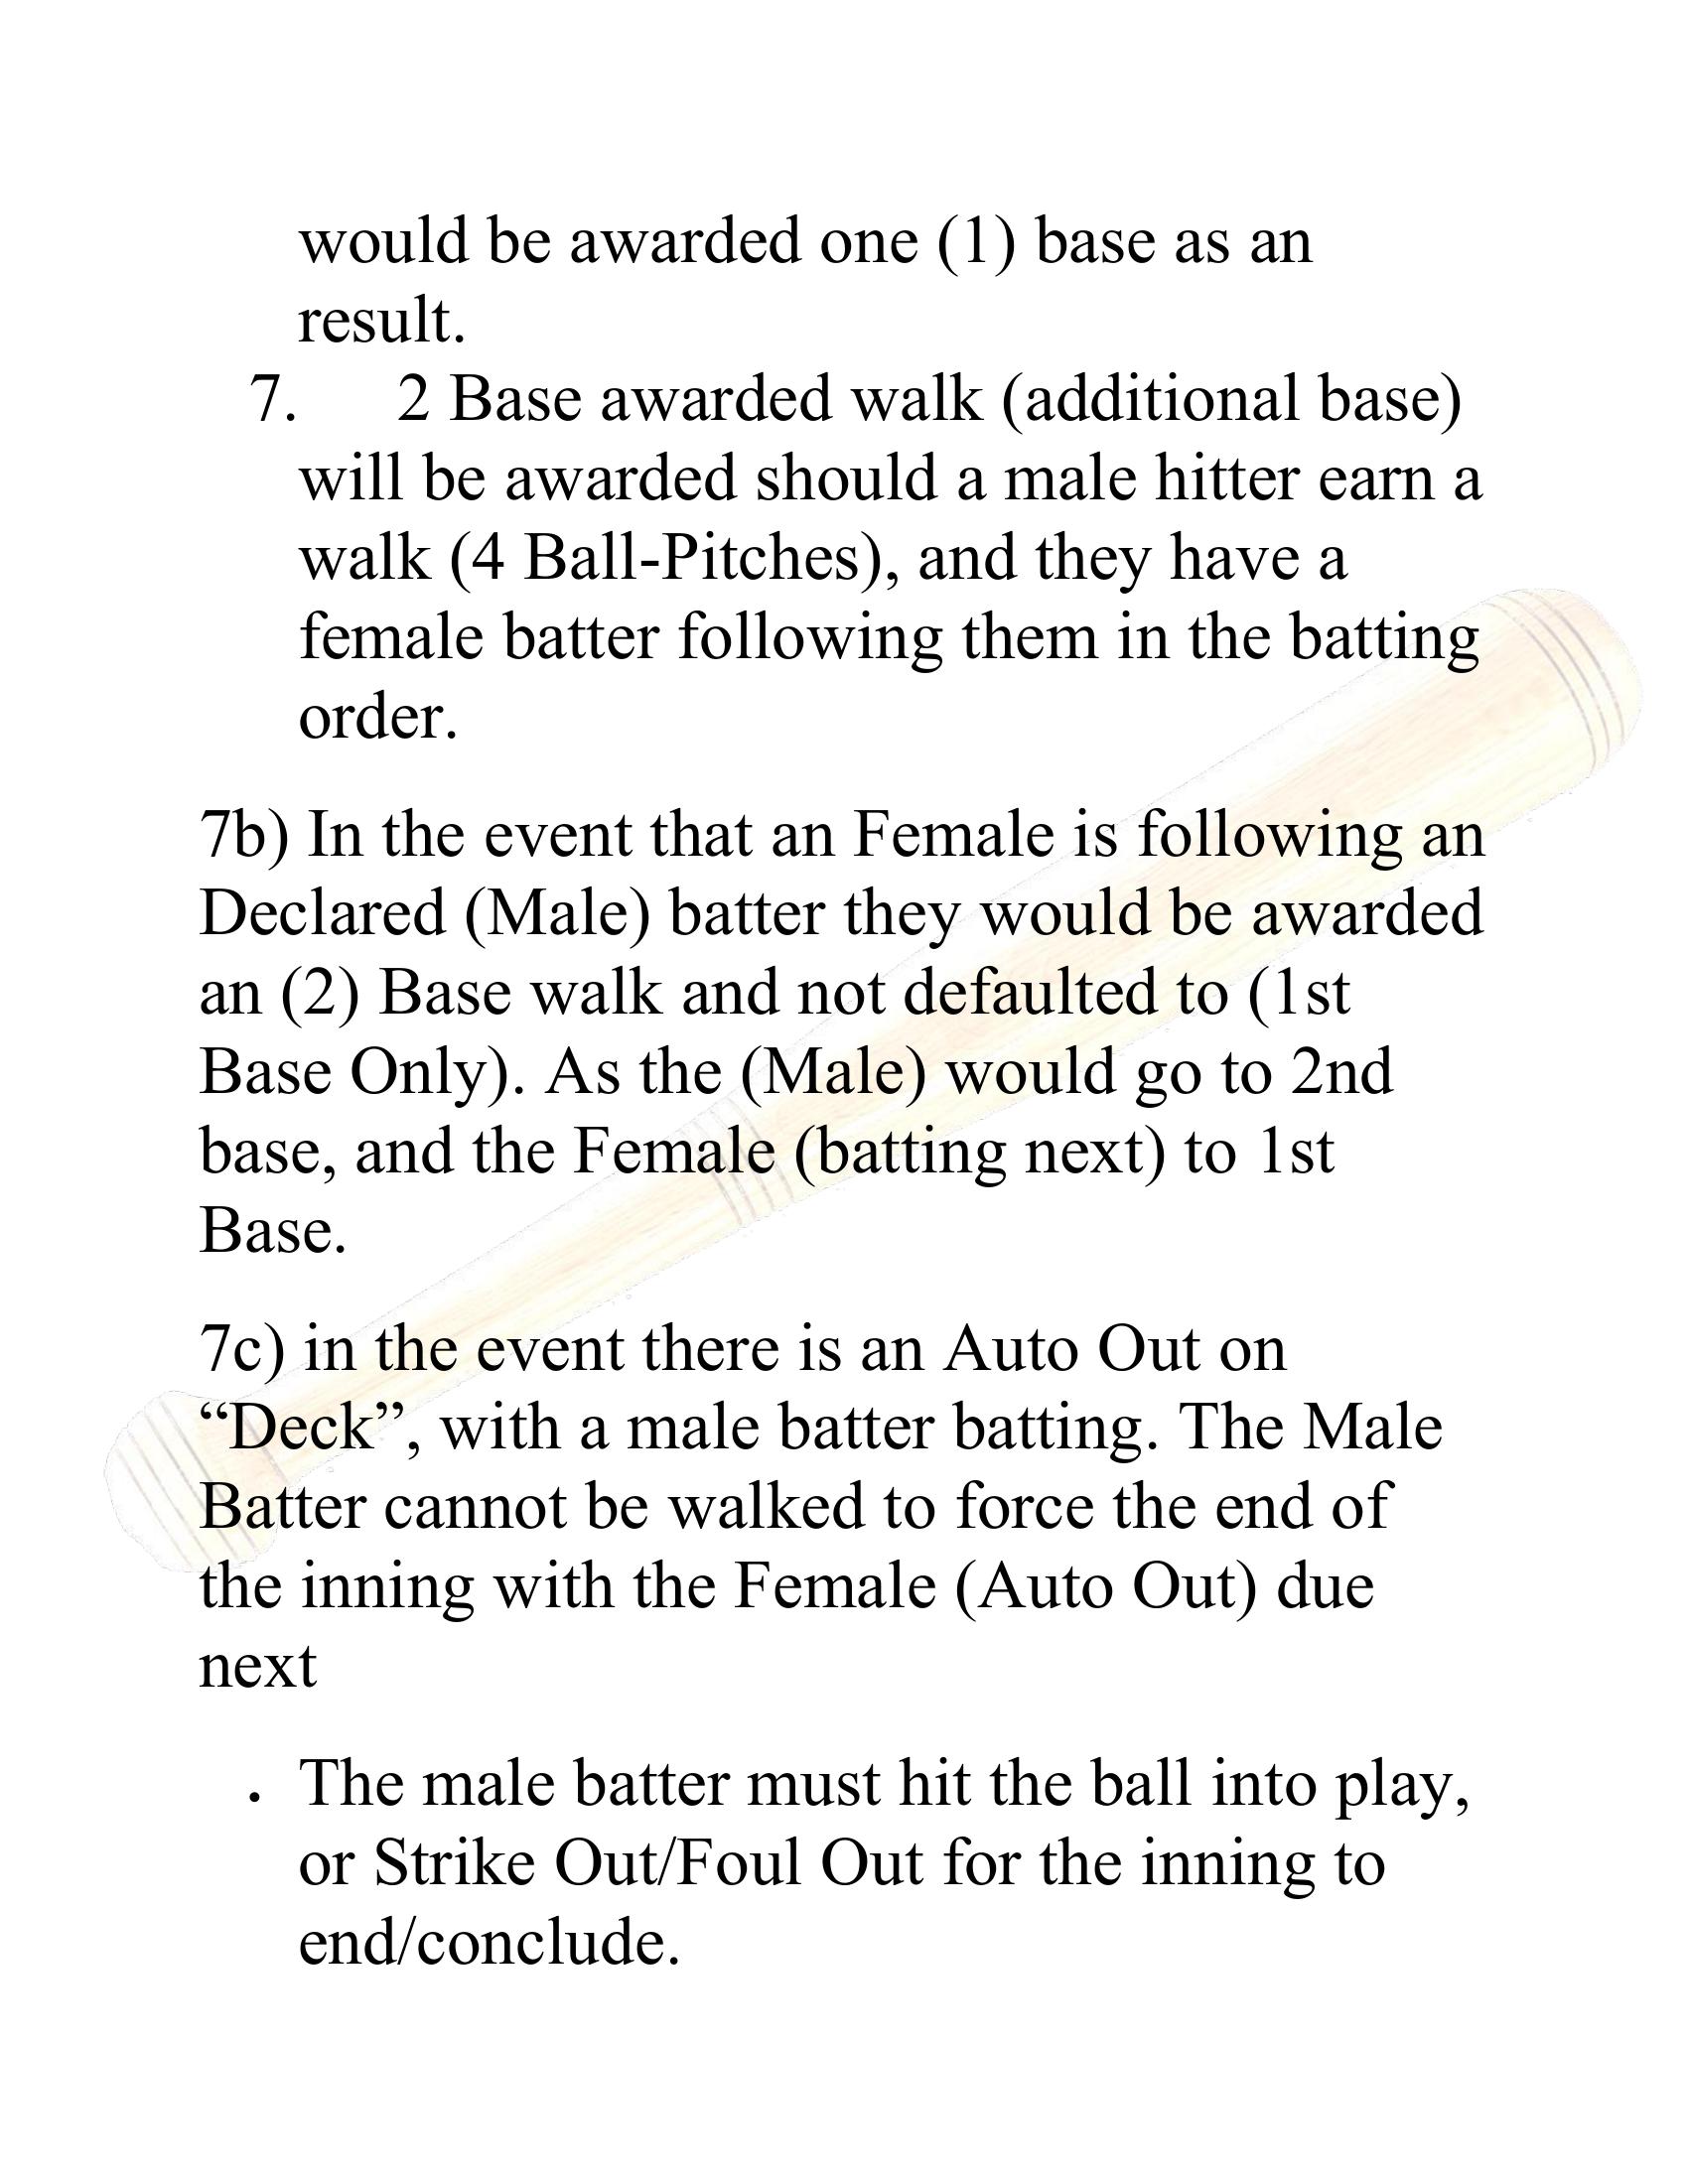 would be awarded one (1) base as an
result.
7. 2 Base awarded walk (additional base)
will be awarded should a male hitter earn a
walk (4 Ball-Pitches), and they have a
female batter following them in the batting
order.
7b) In the event that an Female is following an
Declared (Male) batter they would be awarded
an (2) Base walk and not defaulted to (1st
Base Only). As the (Male) would go to 2nd
base, and the Female (batting next) to 1st
Base.
7c) in the event there is an Auto Out on
“Deck”, with a male batter batting. The Male
Batter cannot be walked to force the end of
the inning with the Female (Auto Out) due
next
· The male batter must hit the ball into play,
or Strike Out/Foul Out for the inning to
end/conclude.